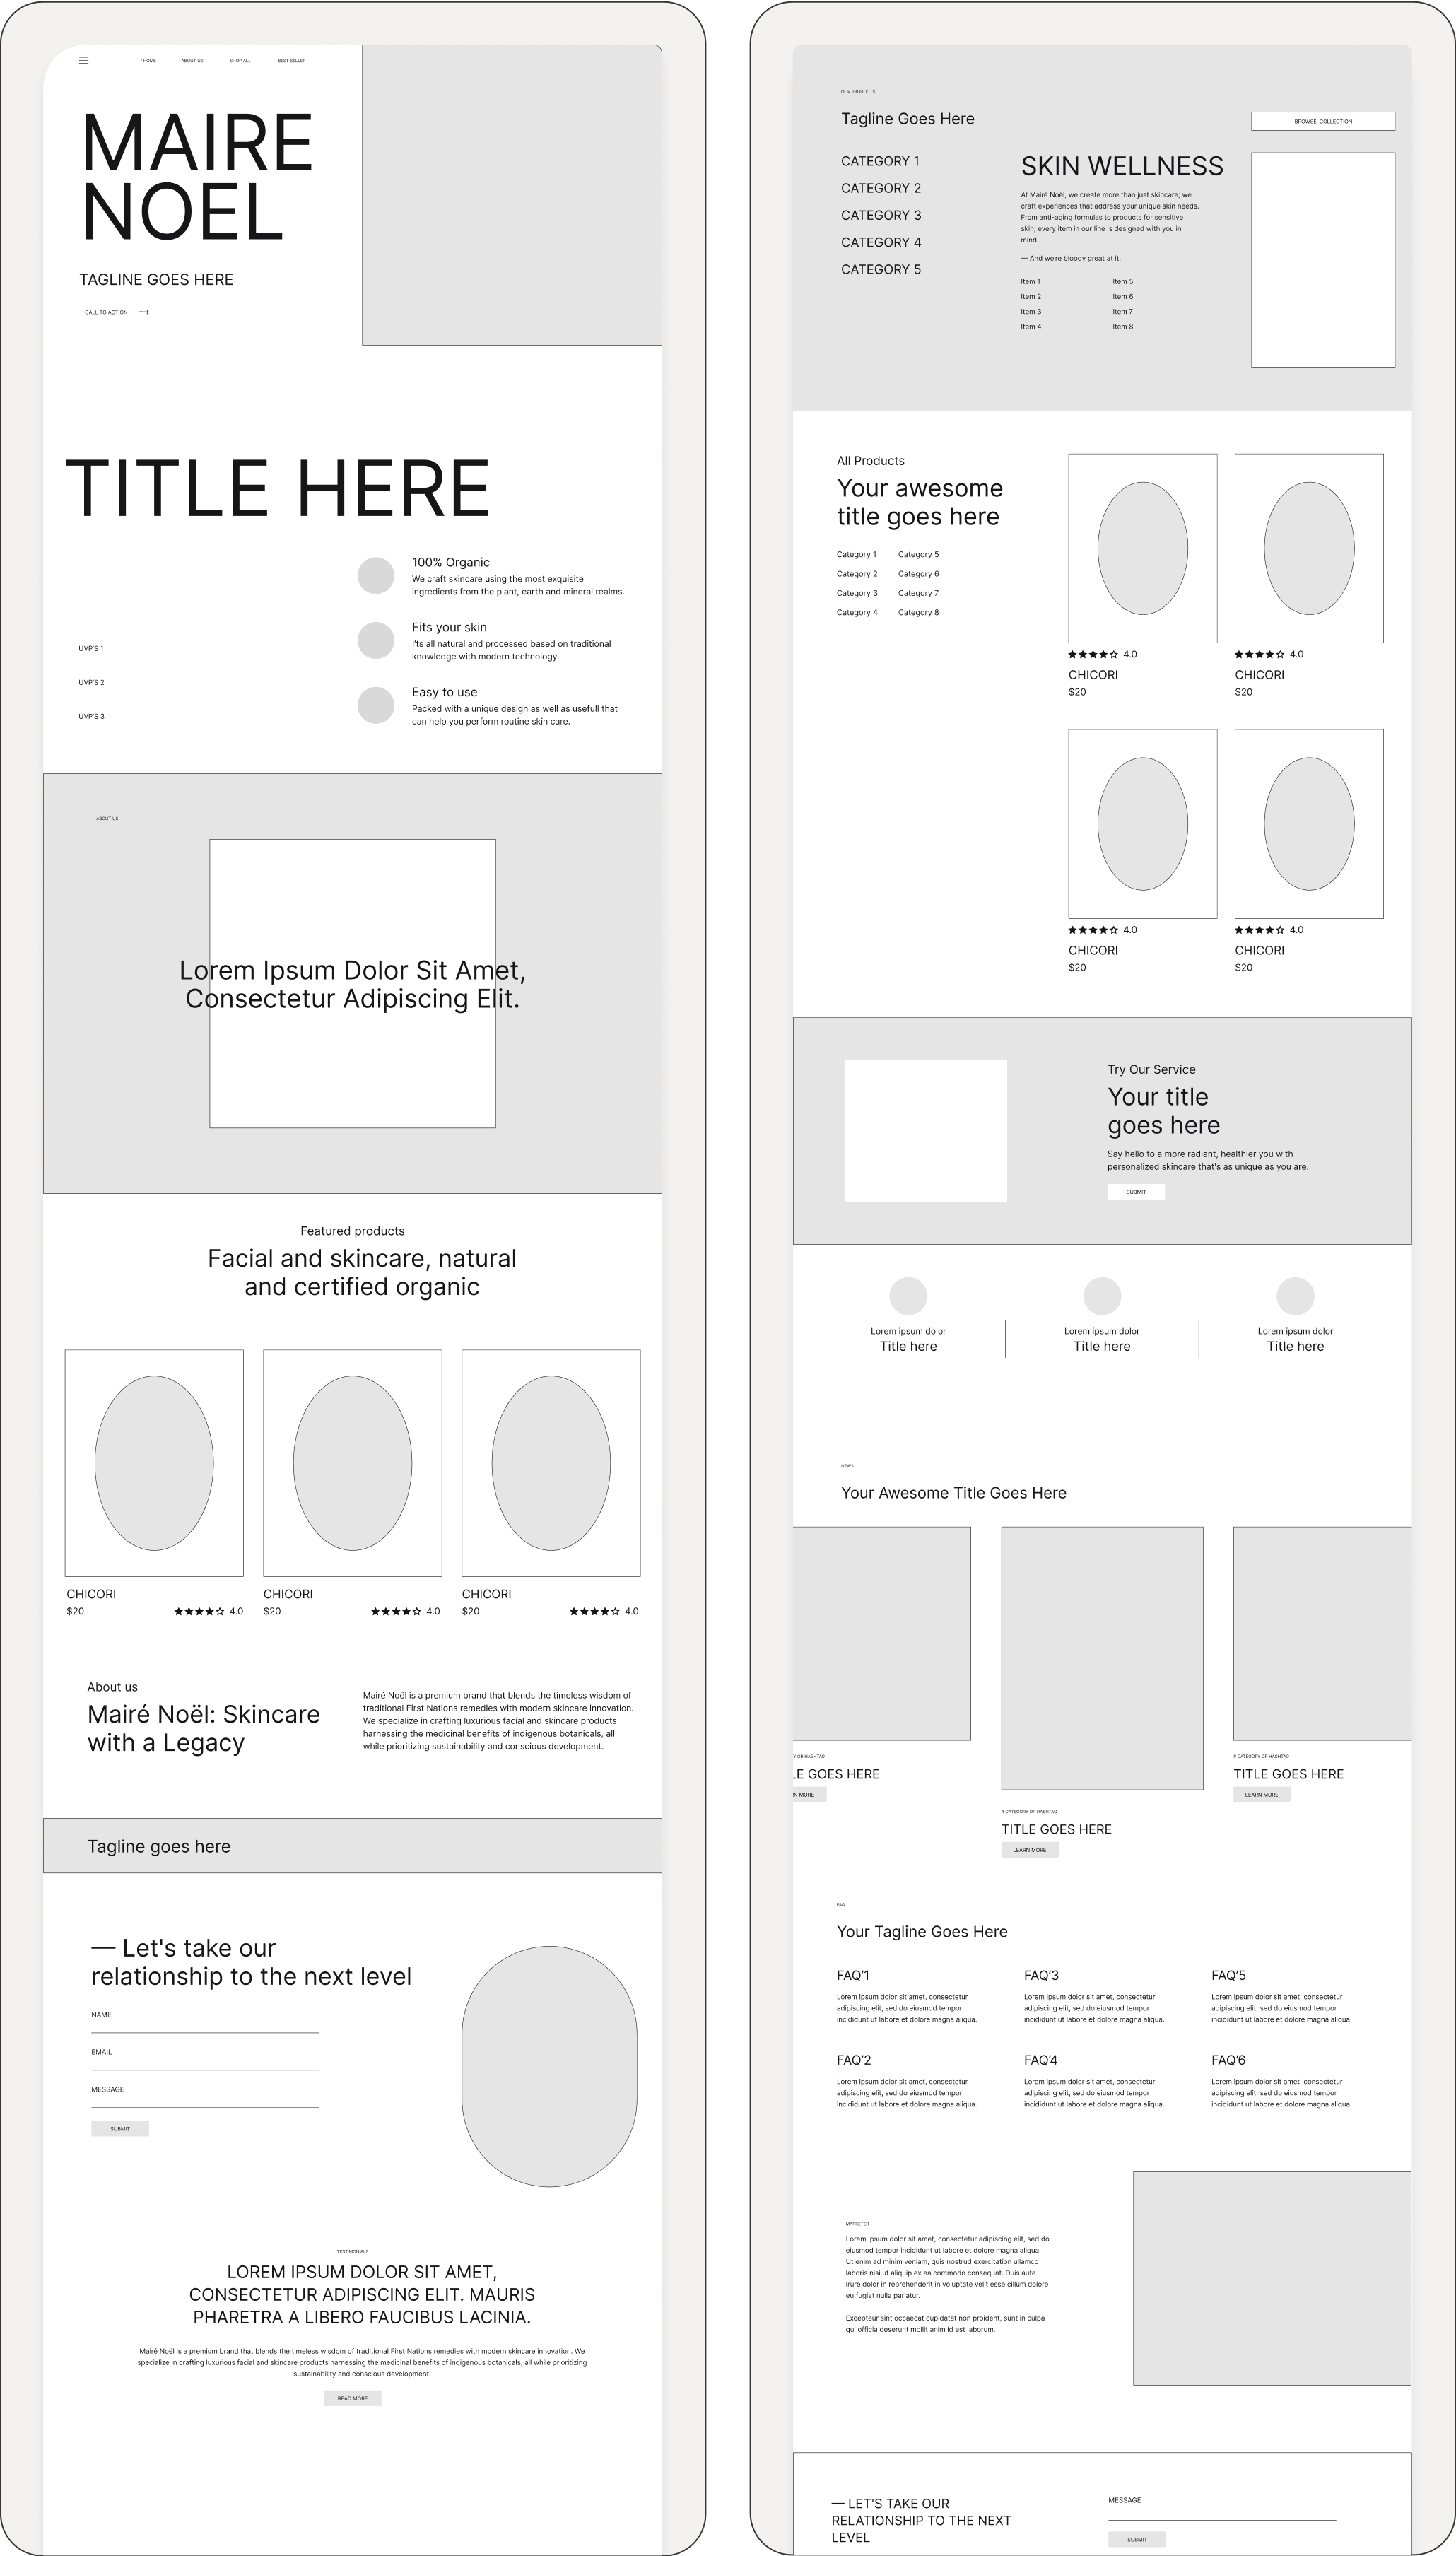 / HOME ABOUT US SHOP ALL BEST SELLER
MAIRE
NOEL
TAGLINE GOES HERE
CALL TO ACTION
TITLE HERE
UVP'S 1
UVP'S 2
UVP'S 3
100% Organic
We craft skincare using the most exquisite
ingredients from the plant, earth and mineral realms.
Fits your skin
I'ts all natural and processed based on traditional
knowledge with modern technology.
Easy to use
Packed with a unique design as well as usefull that
can help you perform routine skin care.
ABOUT US
Lorem Ipsum Dolor Sit Amet,
Consectetur Adipiscing Elit.
Featured products
Facial and skincare, natural
and certified organic
CHICORI
$20 4.0
CHICORI
$20 4.0
CHICORI
$20 4.0
About us
Mairé Noël: Skincare
with a Legacy
Mairé Noël is a premium brand that blends the timeless wisdom of
traditional First Nations remedies with modern skincare innovation.
We specialize in crafting luxurious facial and skincare products
harnessing the medicinal benefits of indigenous botanicals, all
while prioritizing sustainability and conscious development.
Tagline goes here
— Let's take our
relationship to the next level
NAME
EMAIL
MESSAGE
SUBMIT
TESTIMONIALS
LOREM IPSUM DOLOR SIT AMET,
CONSECTETUR ADIPISCING ELIT. MAURIS
PHARETRA A LIBERO FAUCIBUS LACINIA.
Mairé Noël is a premium brand that blends the timeless wisdom of traditional First Nations remedies with modern skincare innovation. We
specialize in crafting luxurious facial and skincare products harnessing the medicinal benefits of indigenous botanicals, all while prioritizing
sustainability and conscious development.
READ MORE
OUR PRODUCTS
Tagline Goes Here
BROWSE COLLECTION
CATEGORY 1
CATEGORY 2
CATEGORY 3
CATEGORY 4
CATEGORY 5
SKIN WELLNESS
At Mairé Noël, we create more than just skincare; we
craft experiences that address your unique skin needs.
From anti-aging formulas to products for sensitive
skin, every item in our line is designed with you in
mind.
— And we're bloody great at it.
Item 1 Item 5
Item 2 Item 6
Item 3 Item 7
Item 4 Item 8
All Products
Your awesome
title goes here
Category 1 Category 5
Category 2 Category 6
Category 3 Category 7
Category 4 Category 8
4.0
CHICORI
$20
4.0
CHICORI
$20
4.0
CHICORI
$20
4.0
CHICORI
$20
Try Our Service
Your title
goes here
Say hello to a more radiant, healthier you with
personalized skincare that's as unique as you are.
SUBMIT
Lorem ipsum dolor
Title here
Lorem ipsum dolor
Title here
Lorem ipsum dolor
Title here
NEWS
Your Awesome Title Goes Here
Y OR HASHTAG
LE GOES HERE
N MORE
# CATEGORY OR HASHTAG
TITLE GOES HERE
LEARN MORE
# CATEGORY OR HASHTAG
TITLE GOES HERE
LEARN MORE
FAQ
Your Tagline Goes Here
FAQ'1
Lorem ipsum dolor sit amet, consectetur
adipiscing elit, sed do eiusmod tempor
incididunt ut labore et dolore magna aliqua.
FAQ'3
Lorem ipsum dolor sit amet, consectetur
adipiscing elit, sed do eiusmod tempor
incididunt ut labore et dolore magna aliqua.
FAQ'5
Lorem ipsum dolor sit amet, consectetur
adipiscing elit, sed do eiusmod tempor
incididunt ut labore et dolore magna aliqua.
FAQ'2
Lorem ipsum dolor sit amet, consectetur
adipiscing elit, sed do eiusmod tempor
incididunt ut labore et dolore magna aliqua.
FAQ'4
Lorem ipsum dolor sit amet, consectetur
adipiscing elit, sed do eiusmod tempor
incididunt ut labore et dolore magna aliqua.
FAQ'6
Lorem ipsum dolor sit amet, consectetur
adipiscing elit, sed do eiusmod tempor
incididunt ut labore et dolore magna aliqua.
MARKETER
Lorem ipsum dolor sit amet, consectetur adipiscing elit, sed do
eiusmod tempor incididunt ut labore et dolore magna aliqua.
Ut enim ad minim veniam, quis nostrud exercitation ullamco
laboris nisi ut aliquip ex ea commodo consequat. Duis aute
irure dolor in reprehenderit in voluptate velit esse cillum dolore
eu fugiat nulla pariatur.
Excepteur sint occaecat cupidatat non proident, sunt in culpa
qui officia deserunt mollit anim id est laborum.
— LET'S TAKE OUR
RELATIONSHIP TO THE NEXT
LEVEL
MESSAGE
SUBMIT